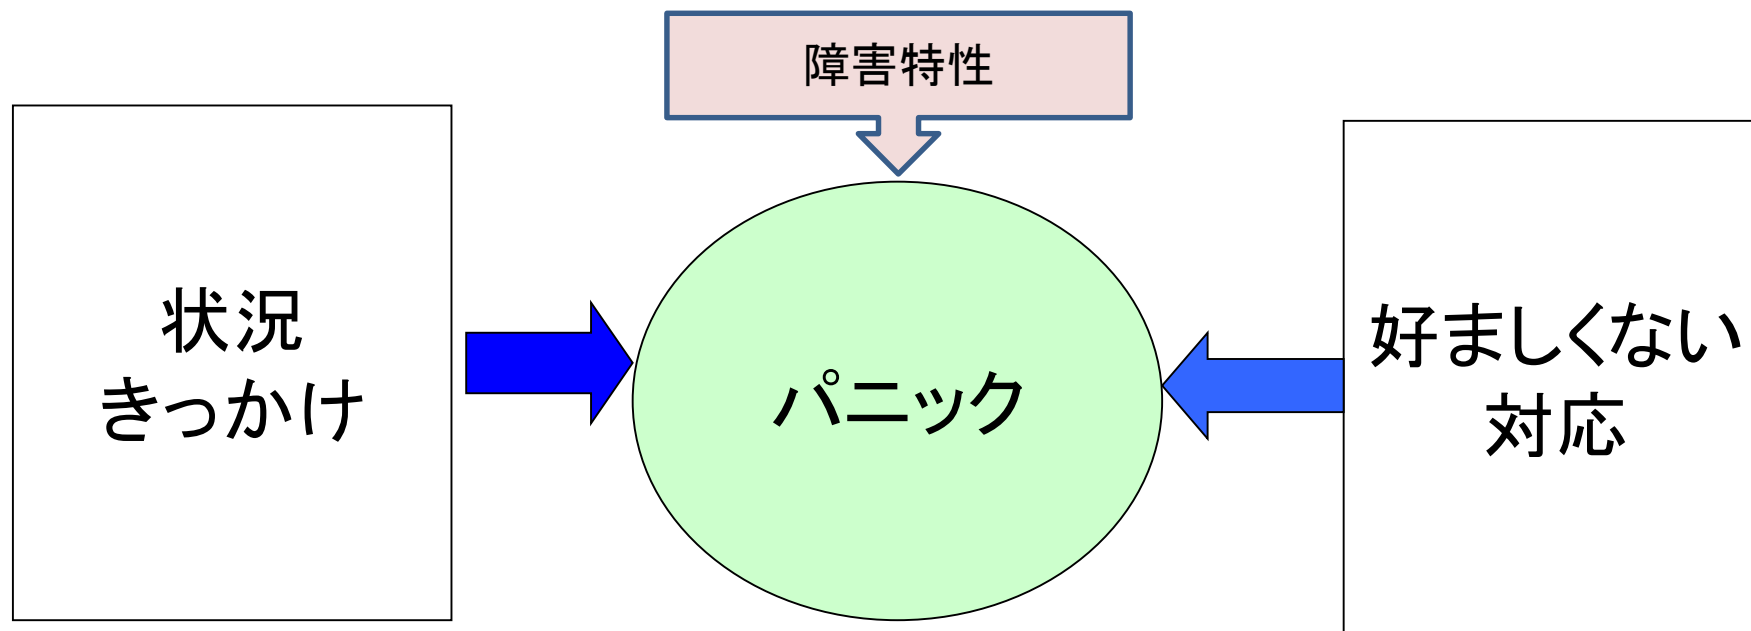 障害特性
状況
きっかけ
パニック
好ましくない
対応